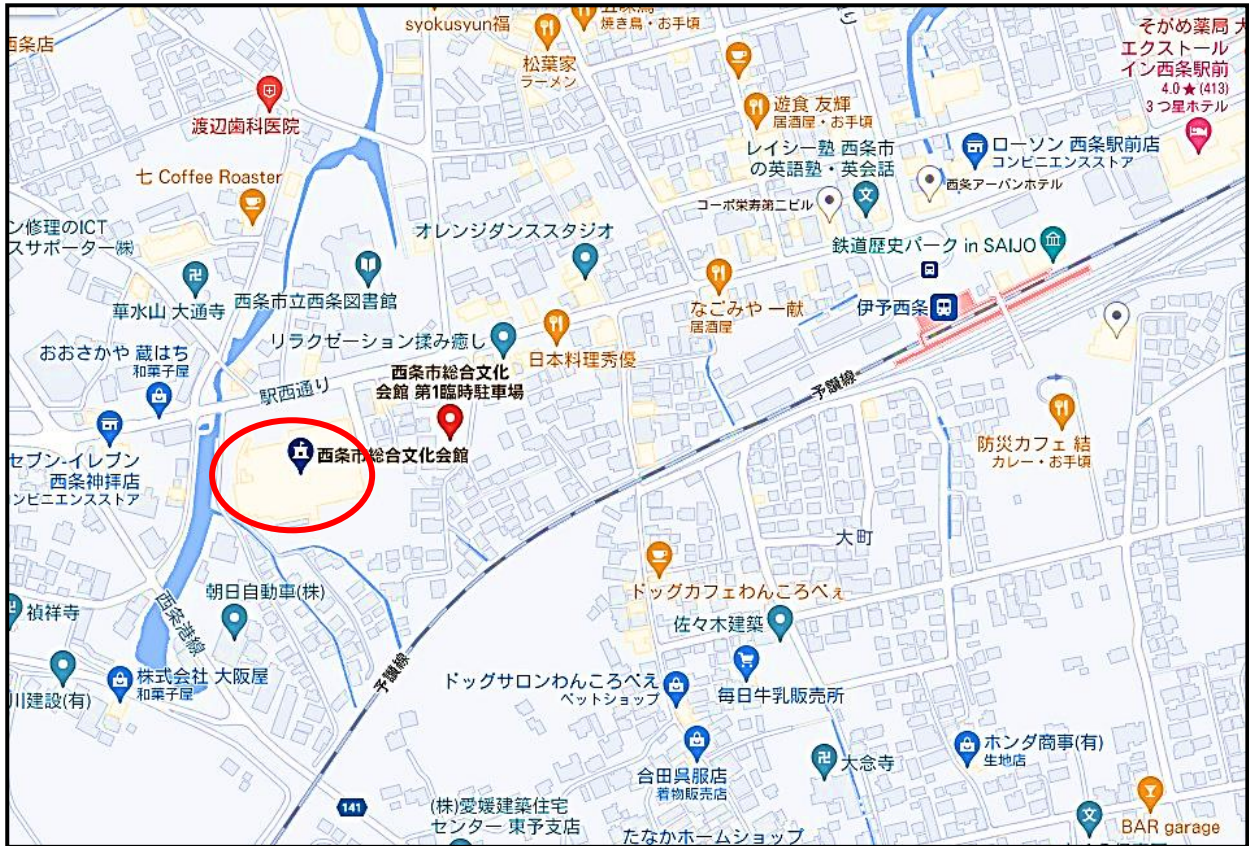 syokusyun福
焼き鳥・お手頃
松葉家
ラーメン
西条店
そがめ薬局 大
エクストール
イン西条駅前
4.0★(413)
3つ星ホテル
渡辺歯科医院
遊食 友輝
居酒屋・お手頃
レイシー塾 西条市
の英語塾・英会話
ローソン 西条駅前店
コンビニエンスストア
西条アーバンホテル
コーポ栄寿第二ビル
七 Coffee Roaster
ン修理のICT
スサポーター㈱
オレンジダンススタジオ
鉄道歴史パーク in SAIJO
華水山 大通寺
西条市立西条図書館
なごみや 一献
居酒屋
伊予西条
リラクゼーション揉み癒し
日本料理秀優
おおさかや 蔵はち
和菓子屋
駅西通り
西条市総合文化
会館 第1臨時駐車場
予讃線
セブン-イレブン
西条神拝店
ンビニエンスストア
西条市総合文化会館
防災カフェ 結
カレー・お手頃
大町
朝日自動車(株)
ドッグカフェわんころべぇ
禎祥寺
西条港線
佐々木建築
予讃線
株式会社 大阪屋
和菓子屋
川建設(有)
ドッグサロンわんころべえ
ペットショップ
毎日牛乳販売所
合田呉服店
着物販売店
大念寺
ホンダ商事(有)
生地店
141
(株)愛媛建築住宅
センター 東予支店
たなかホームショップ
BAR garage